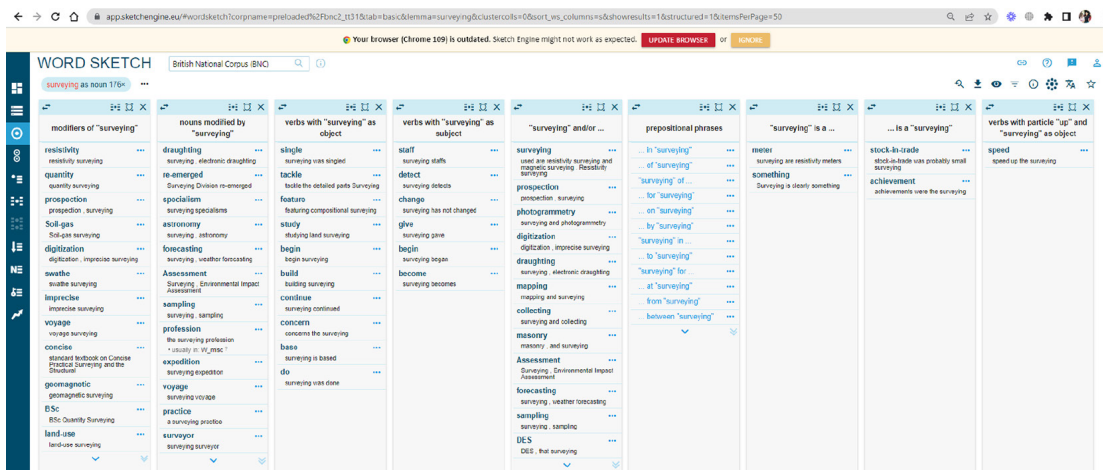 app.sketchengine.eu/#wordsketch?corpname=preloaded%2Fbnc2_tt31&tab=basic&lemma=surveying&clustercolls=0&sort_ws_columns=s&showresults=1&structured=1&itemsPerPage=50
Your browser (Chrome 109) is outdated. Sketch Engine might not work as expected. UPDATE BROWSER or IGNORE
WORD SKETCH
British National Corpus (BNC)
surveying as noun 176×
modifiers of "surveying"
resistivity
resistivity surveying
quantity
quantity surveying
prospection
prospection , surveying
Soil-gas
Soil-gas surveying
digitization
digitization , imprecise surveying
swathe
swathe surveying
imprecise
imprecise surveying
voyage
voyage surveying
concise
standard textbook on Concise
Practical Surveying and the
Structural
geomagnetic
geomagnetic surveying
BSc
BSc Quantity Surveying
land-use
land-use surveying
nouns modified by
"surveying"
draughting
surveying , electronic draughting
re-emerged
Surveying Division re-emerged
specialism
surveying specialisms
astronomy
surveying , astronomy
forecasting
surveying , weather forecasting
Assessment
Surveying , Environmental Impact
Assessment
sampling
surveying , sampling
profession
the surveying profession
• usually in: W_misc ?
expedition
surveying expedition
voyage
surveying voyage
practice
a surveying practice
surveyor
surveying surveyor
verbs with "surveying" as
object
single
surveying was singled
tackle
tackle the detailed parts Surveying
feature
featuring compositional surveying
study
studying land surveying
begin
begin surveying
build
building surveying
continue
surveying continued
concern
concerns the surveying
base
surveying is based
do
surveying was done
verbs with "surveying" as
subject
staff
surveying staffs
detect
surveying detects
change
surveying has not changed
give
surveying gave
begin
surveying began
become
surveying becomes
"surveying" and/or ...
surveying
used are resistivity surveying and
magnetic surveying . Resistivity
surveying
prospection
prospection , surveying
photogrammetry
surveying and photogrammetry
digitization
digitization , imprecise surveying
draughting
surveying , electronic draughting
mapping
mapping and surveying
collecting
surveying and collecting
masonry
masonry , and surveying
Assessment
Surveying , Environmental Impact
Assessment
forecasting
surveying , weather forecasting
sampling
surveying , sampling
DES
DES , that surveying
prepositional phrases
... in "surveying"
... of "surveying"
"surveying" of ...
... for "surveying"
... on "surveying"
... by "surveying"
"surveying" in ...
... to "surveying"
"surveying" for ...
... at "surveying"
... from "surveying"
... between "surveying"
"surveying" is a ...
meter
surveying are resistivity meters
something
Surveying is clearly something
... is a "surveying"
stock-in-trade
stock-in-trade was probably small
surveying
achievement
achievements were the surveying
verbs with particle "up" and
"surveying" as object
speed
speed up the surveying